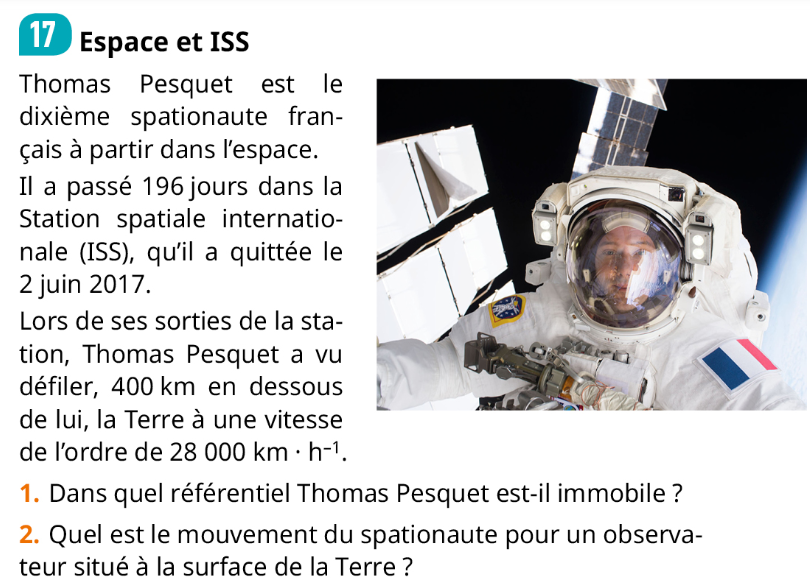 17 Espace et ISS
Thomas Pesquet est le
dixième spationaute fran-
çais à partir dans l'espace.
Il a passé 196 jours dans la
Station spatiale internatio-
nale (ISS), qu'il a quittée le
2 juin 2017.
Lors de ses sorties de la sta-
tion, Thomas Pesquet a vu
défiler, 400 km en dessous
de lui, la Terre à une vitesse
de l'ordre de 28 000 km · h⁻¹.
1. Dans quel référentiel Thomas Pesquet est-il immobile ?
2. Quel est le mouvement du spationaute pour un observa-
teur situé à la surface de la Terre ?